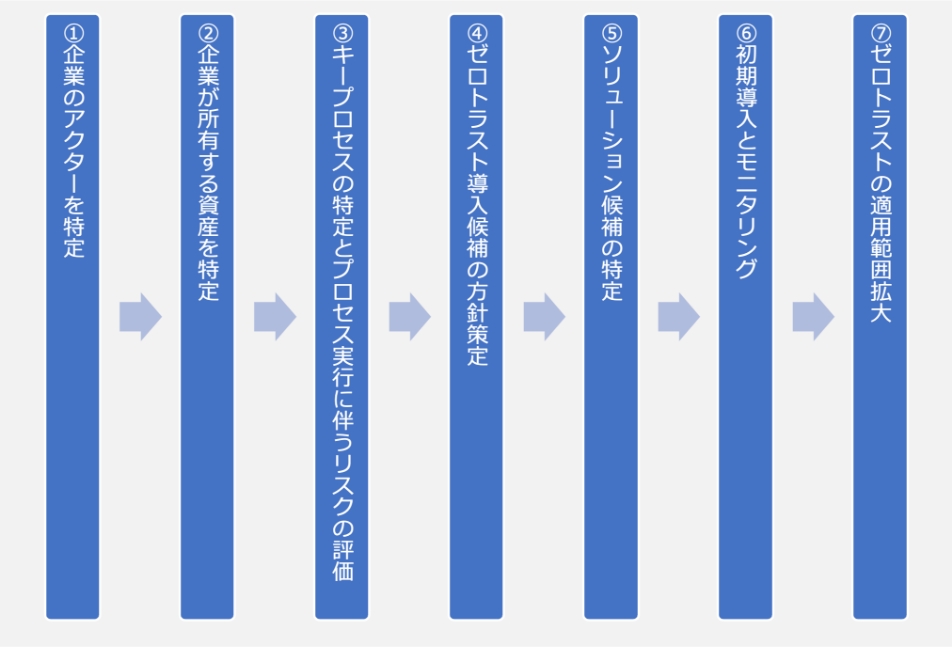 ①企業のアクターを特定
②企業が所有する資産を特定
③キープロセスの特定とプロセス実行に伴うリスクの評価
④ゼロトラスト導入候補の方針策定
⑤ソリューション候補の特定
⑥初期導入とモニタリング
⑦ゼロトラストの適用範囲拡大